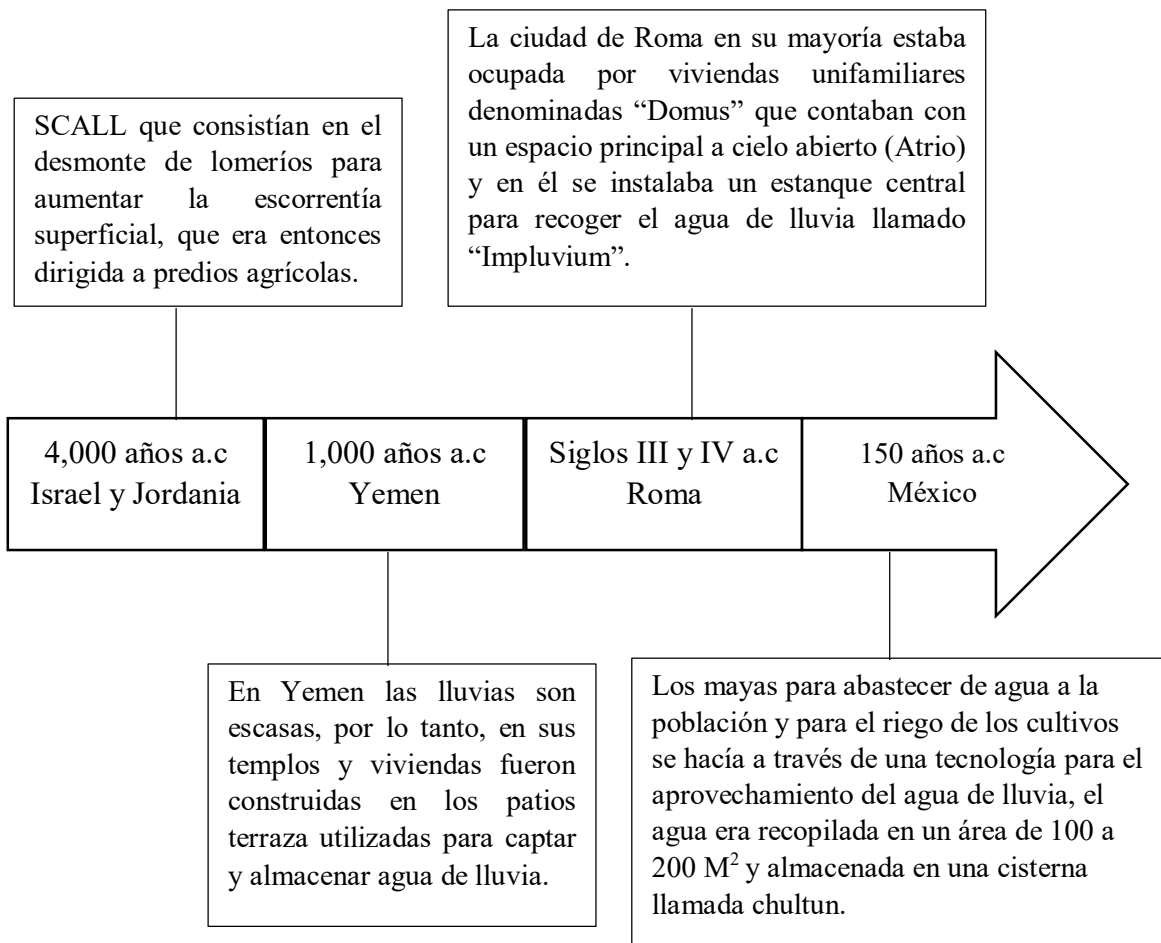 La ciudad de Roma en su mayoría estaba
ocupada por viviendas unifamiliares
denominadas “Domus” que contaban con
un espacio principal a cielo abierto (Atrio)
y en él se instalaba un estanque central
para recoger el agua de lluvia llamado
“Impluvium”.
SCALL que consistían en el
desmonte de lomeríos para
aumentar la escorrentía
superficial, que era entonces
dirigida a predios agrícolas.
4,000 años a.c
Israel y Jordania
1,000 años a.c
Yemen
Siglos III y IV a.c
Roma
150 años a.c
México
En Yemen las lluvias son
escasas, por lo tanto, en sus
templos y viviendas fueron
construidas en los patios
terraza utilizadas para captar
y almacenar agua de lluvia.
Los mayas para abastecer de agua a la
población y para el riego de los cultivos
se hacía a través de una tecnología para el
aprovechamiento del agua de lluvia, el
agua era recopilada en un área de 100 a
200 M² y almacenada en una cisterna
llamada chultun.